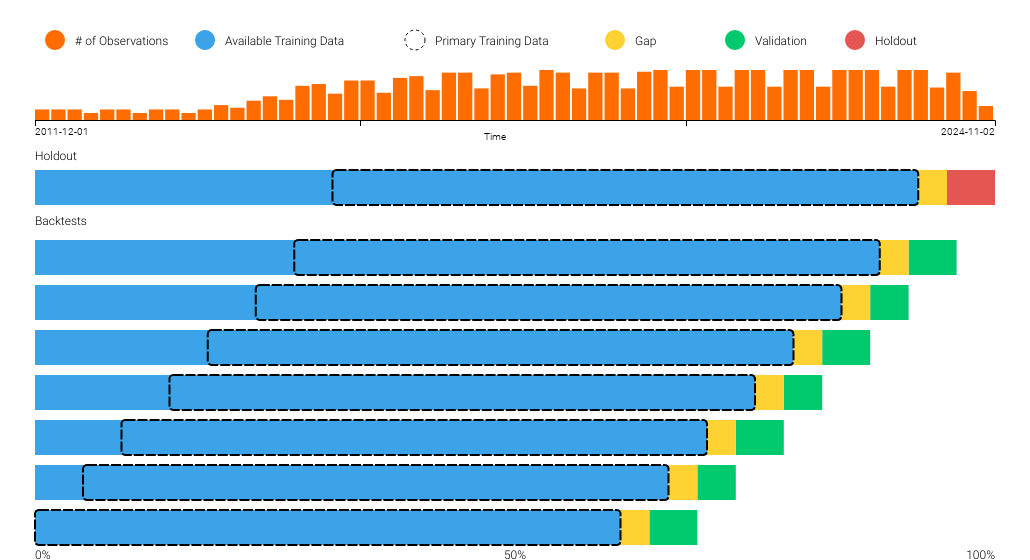 # of Observations Available Training Data Primary Training Data Gap Validation Holdout
2011-12-01 Time 2024-11-02
Holdout
Backtests
0% 50% 100%